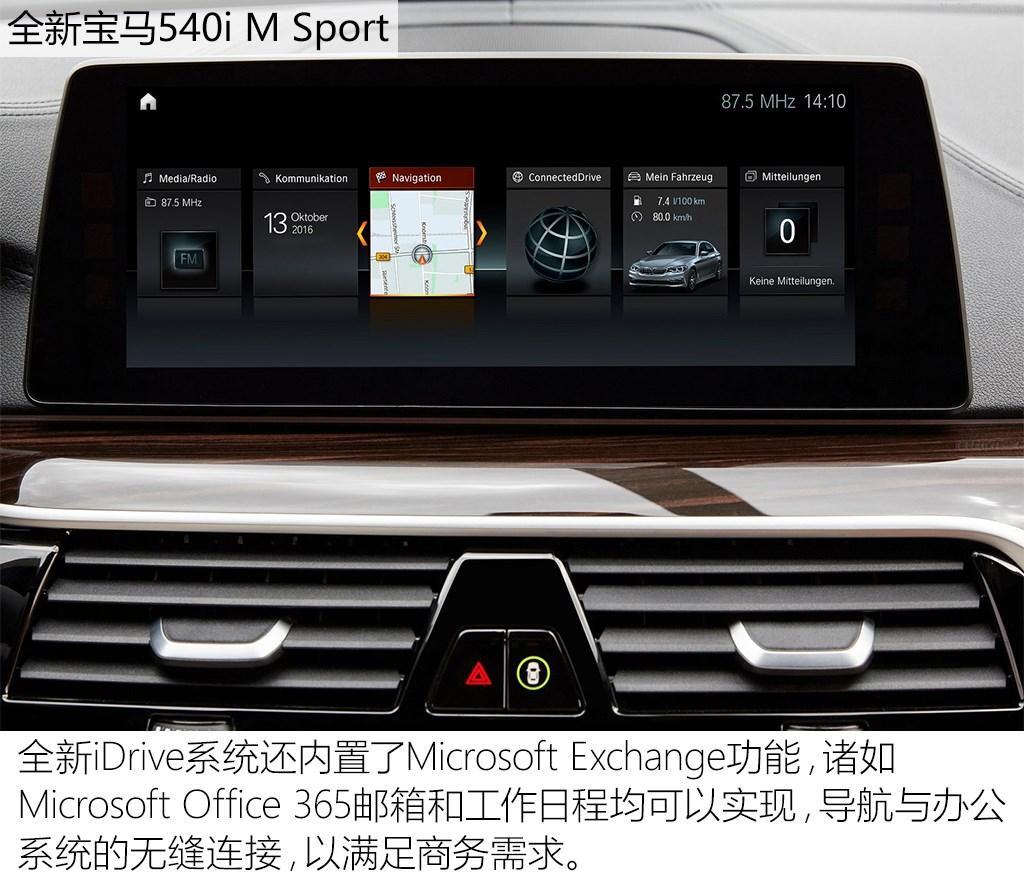 全新宝马540i M Sport
87.5 MHz 14:10
Media/Radio
87.5 MHz
FM
Kommunikation
13 Oktober
2016
Navigation
304
ConnectedDrive
Mein Fahrzeug
7.4 l/100 km
80.0 km/h
Mitteilungen
0
Keine Mitteilungen.
全新iDrive系统还内置了Microsoft Exchange功能，诸如
Microsoft Office 365邮箱和工作日程均可以实现，导航与办公
系统的无缝连接，以满足商务需求。